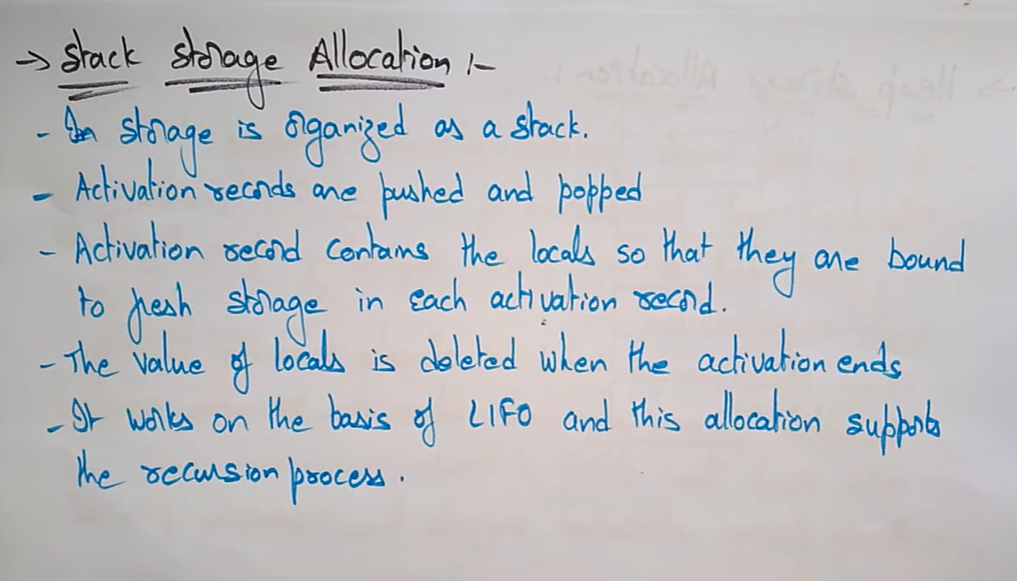 → Stack Storage Allocation :-
- In storage is organized as a stack.
- Activation records are pushed and popped
- Activation record contains the locals so that they are bound
to fresh storage in each activation record.
- The value of locals is deleted when the activation ends
- It works on the basis of LIFO and this allocation supports
the recursion process.